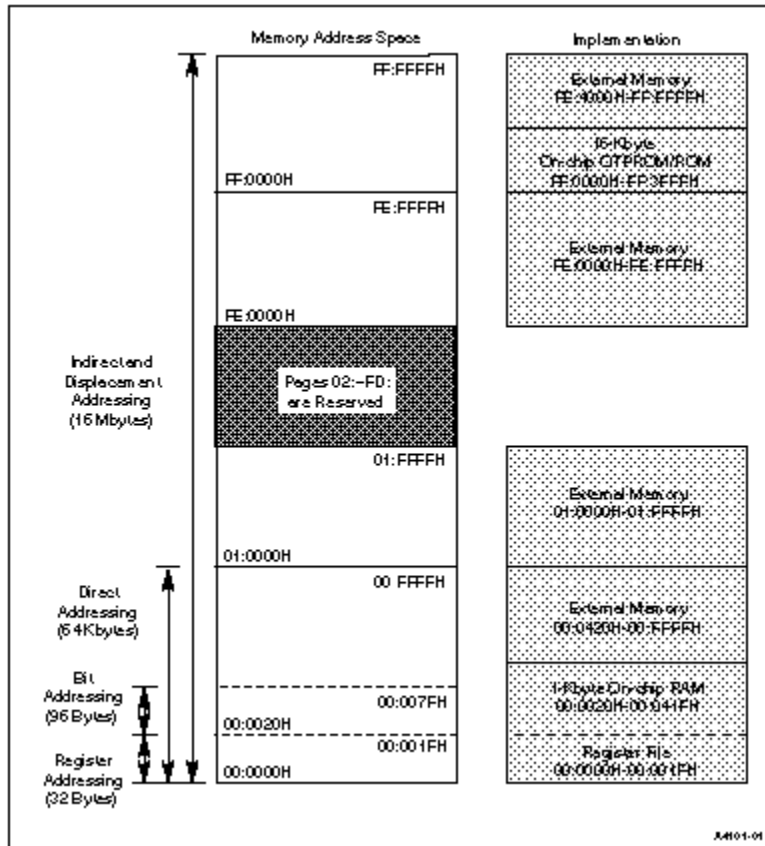 Memory Address Space
Implementation
FF:FFFFH
FF:0000H
FE:FFFFH
FE:0000H
Pages 02:–FD:
are Reserved
01:FFFFH
01:0000H
00 FFFFH
00:007FH
00:0020H
00:001FH
00:0000H
Indirect and
Displacement
Addressing
(16 Mbytes)
Direct
Addressing
(64 Kbytes)
Bit
Addressing
(96 Bytes)
Register
Addressing
(32 Bytes)
External Memory
FE:4000H-FF:FFFFH
16-Kbyte
On-chip OTPROM/ROM
FF:0000H-FF:3FFFH
External Memory
FE:0000H-FE:FFFFH
External Memory
01:0000H-01:FFFFH
External Memory
00:0420H-00:FFFFH
1-Kbyte On-chip RAM
00:0020H-00:041FH
Register File
00:0000H-00:001FH
A4101-01